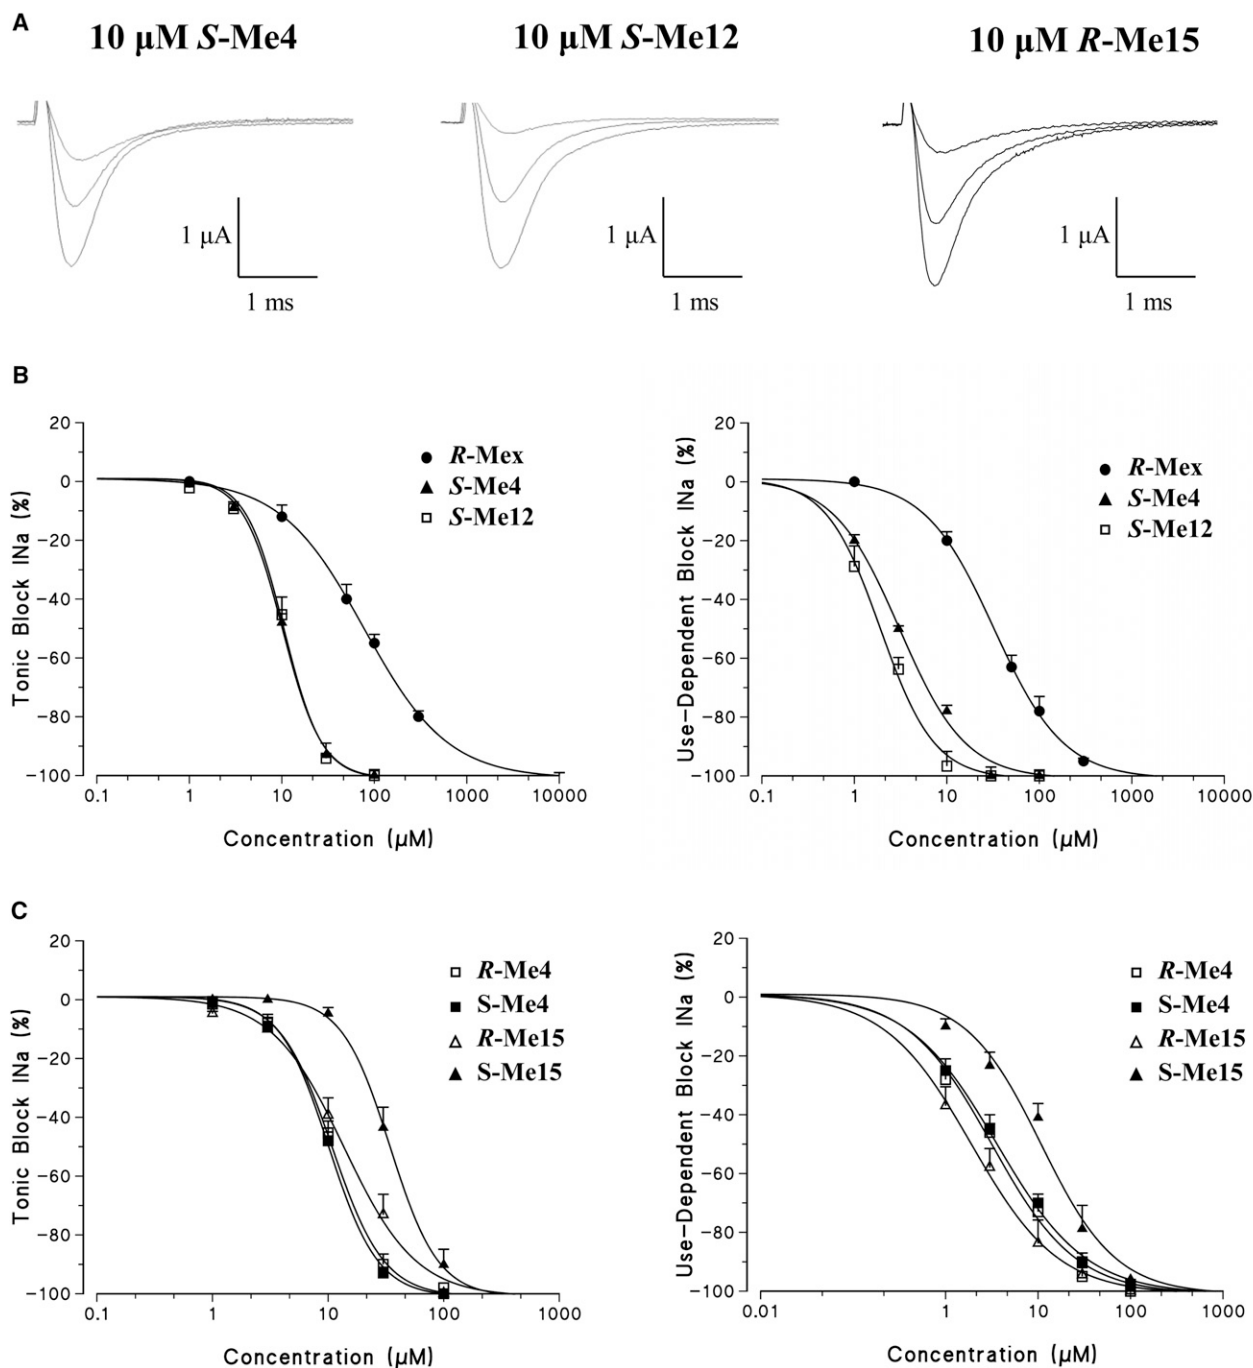 A
10 µM S-Me4
10 µM S-Me12
10 µM R-Me15
1 µA
1 ms
1 µA
1 ms
1 µA
1 ms
B
20
0
-20
-40
-60
-80
-100
Tonic Block INa (%)
R-Mex
S-Me4
S-Me12
0.1 1 10 100 1000 10000
Concentration (µM)
20
0
-20
-40
-60
-80
-100
Use-Dependent Block INa (%)
R-Mex
S-Me4
S-Me12
0.1 1 10 100 1000 10000
Concentration (µM)
C
20
0
-20
-40
-60
-80
-100
Tonic Block INa (%)
R-Me4
S-Me4
R-Me15
S-Me15
0.1 1 10 100 1000
Concentration (µM)
20
0
-20
-40
-60
-80
-100
Use-Dependent Block INa (%)
R-Me4
S-Me4
R-Me15
S-Me15
0.01 1 10 100 1000
Concentration (µM)